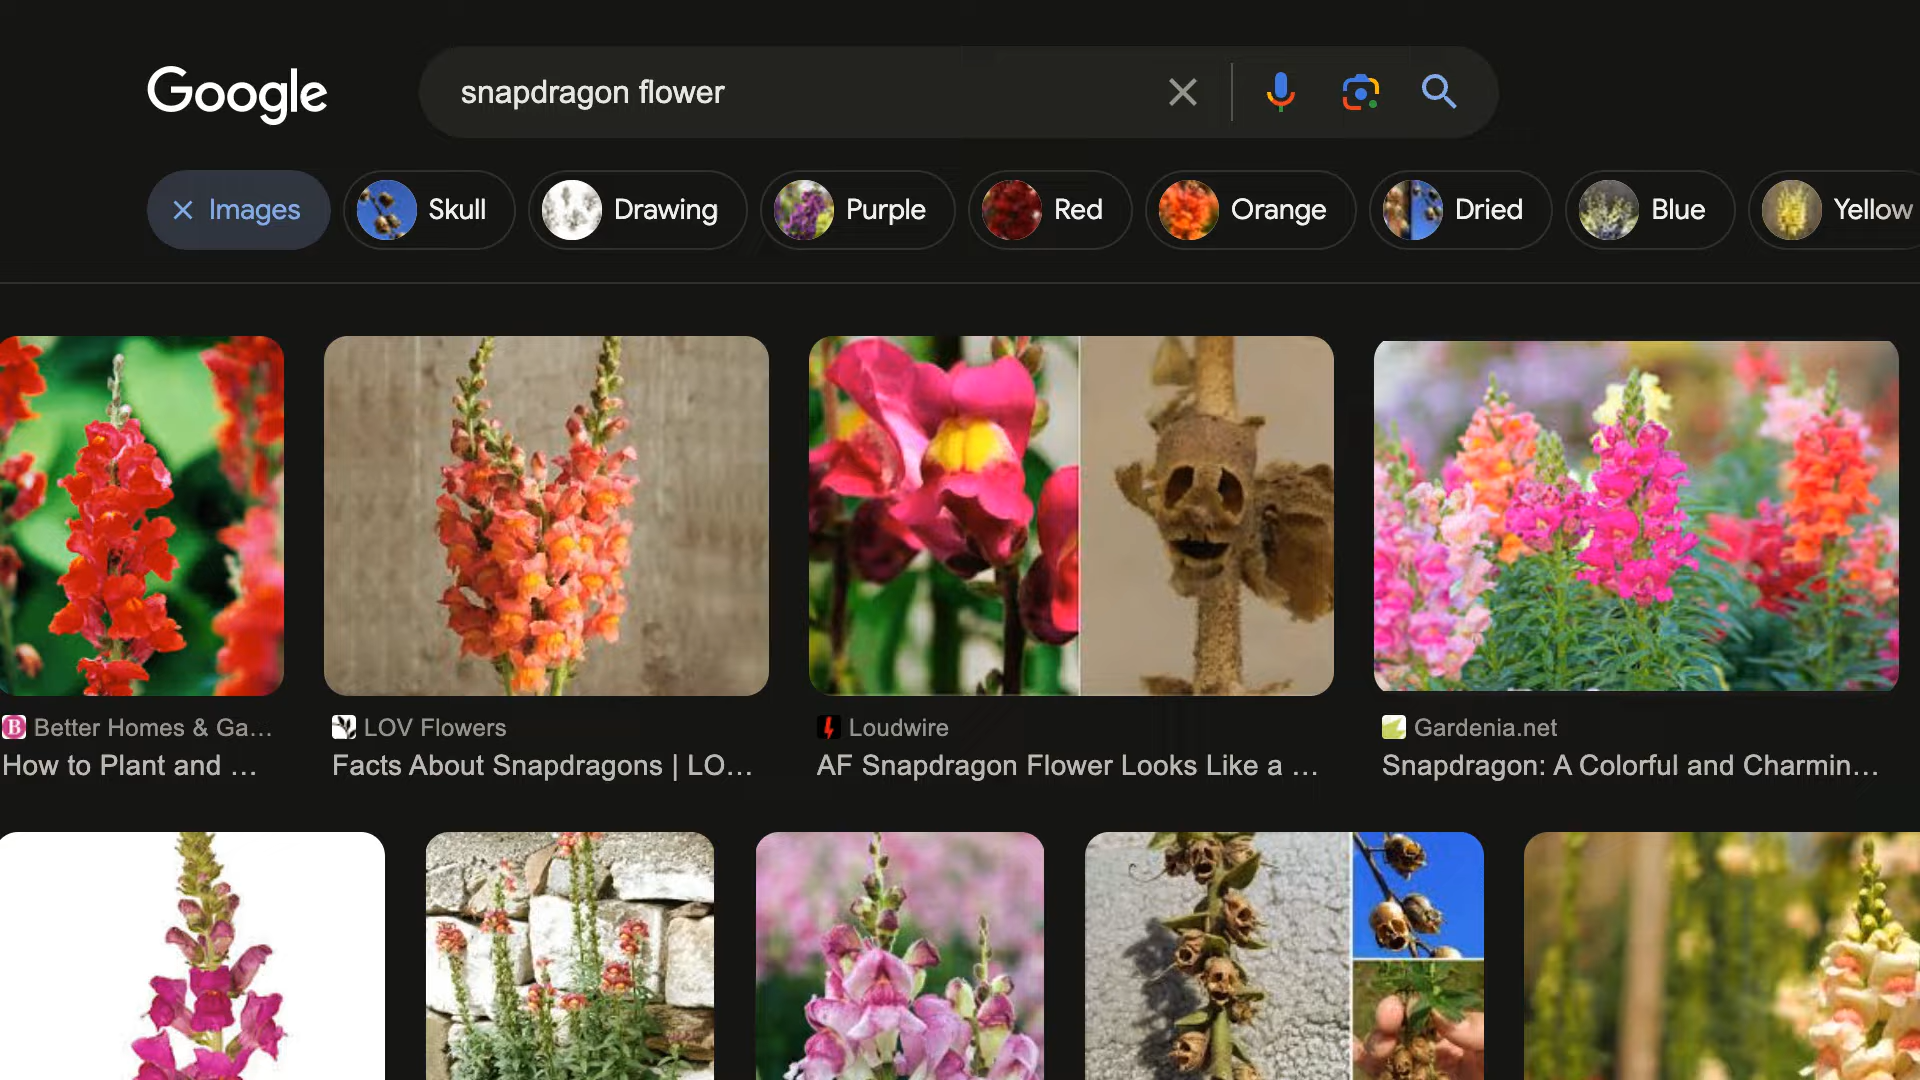 Google
snapdragon flower
Images
Skull
Drawing
Purple
Red
Orange
Dried
Blue
Yellow
B Better Homes & Ga...
How to Plant and ...
LOV Flowers
Facts About Snapdragons | LO...
Loudwire
AF Snapdragon Flower Looks Like a ...
Gardenia.net
Snapdragon: A Colorful and Charmin...